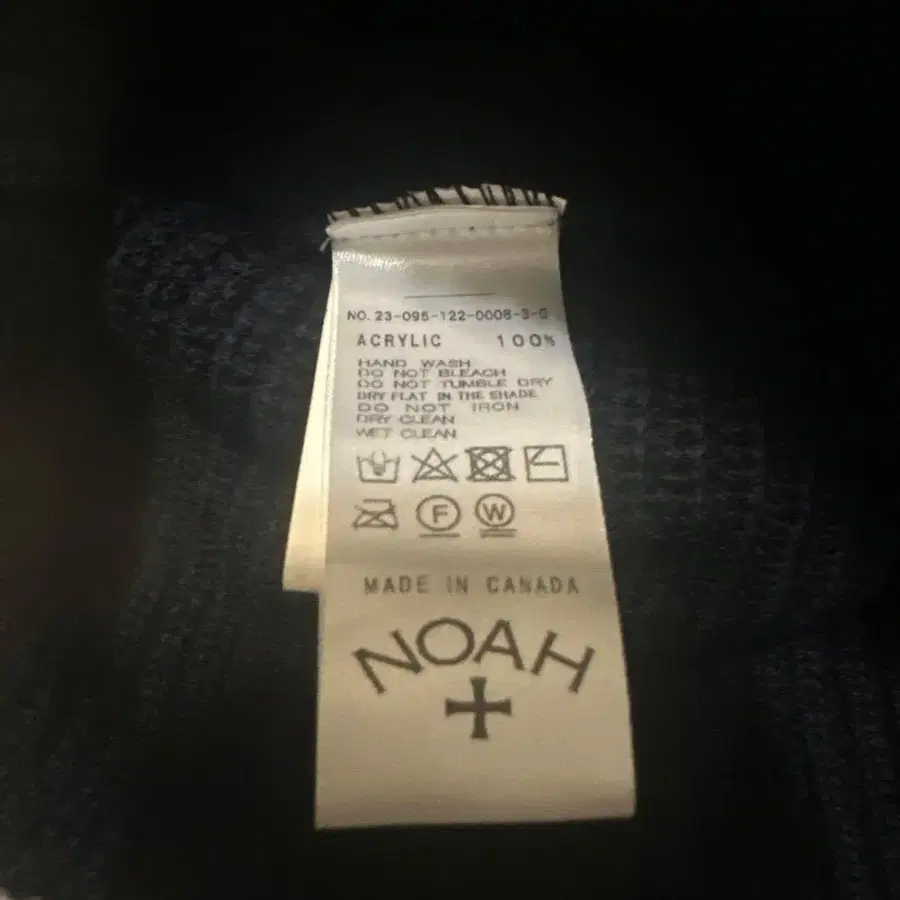 NO. 23-095-122-0008-3-0
ACRYLIC 100%
HAND WASH
DO NOT BLEACH
DO NOT TUMBLE DRY
DRY FLAT IN THE SHADE
DO NOT IRON
DRY CLEAN
WET CLEAN
F W
MADE IN CANADA
NOAH